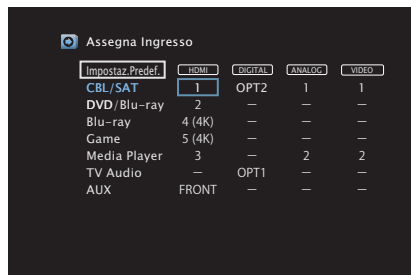 Assegna Ingresso
Impostaz.Predef. HDMI DIGITAL ANALOG VIDEO
CBL/SAT 1 OPT2 1 1
DVD/Blu-ray 2 – – –
Blu-ray 4 (4K) – – –
Game 5 (4K) – – –
Media Player 3 – 2 2
TV Audio – OPT1 – –
AUX FRONT – – –